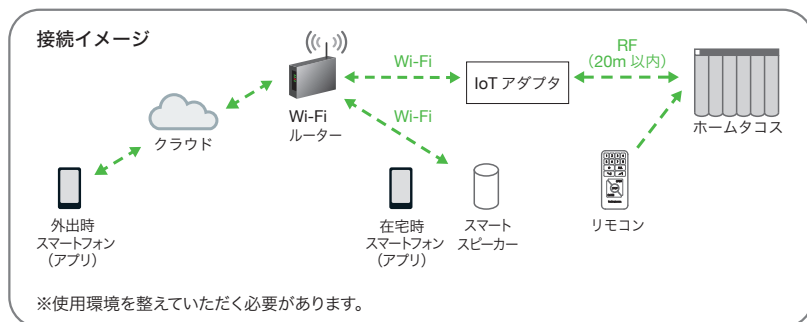 接続イメージ
Wi-Fi
RF
（20m 以内）
IoT アダプタ
Wi-Fi
ルーター
Wi-Fi
クラウド
ホームタコス
外出時
スマートフォン
（アプリ）
在宅時
スマートフォン
（アプリ）
スマート
スピーカー
リモコン
※使用環境を整えていただく必要があります。